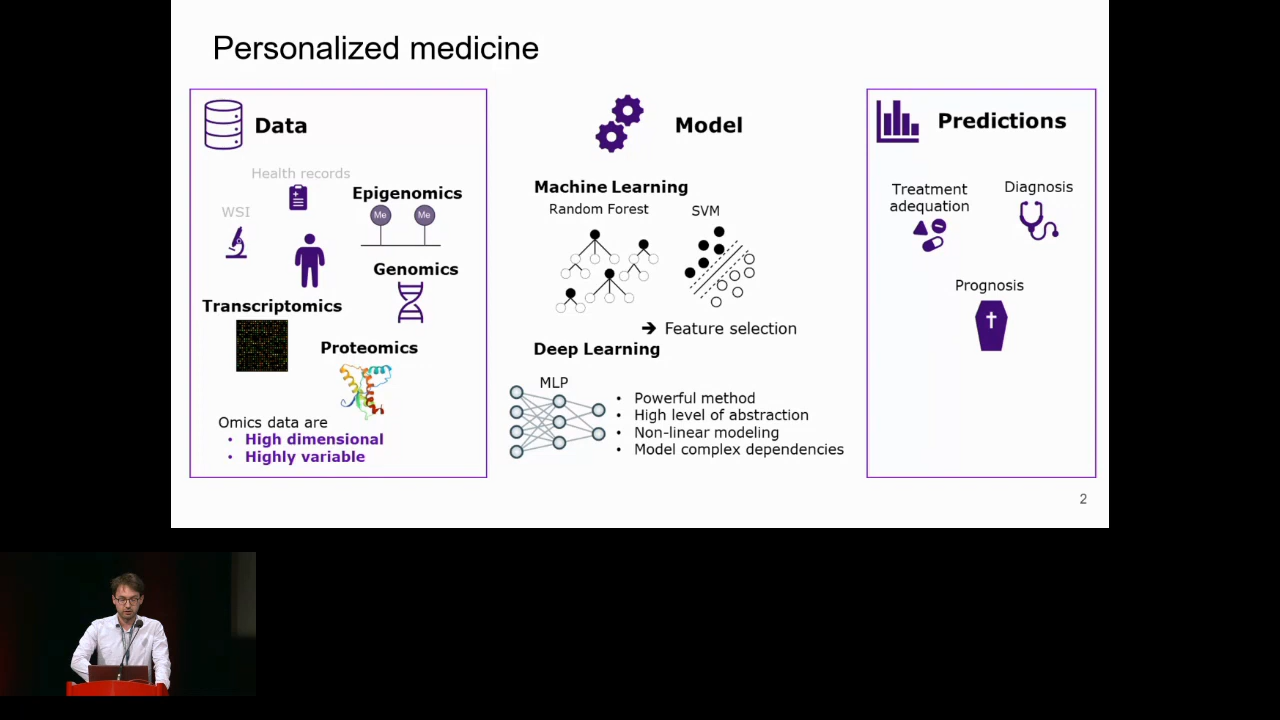 Personalized medicine
Data
Health records
Epigenomics
WSI
Me
Me
Genomics
Transcriptomics
Proteomics
Omics data are
• High dimensional
• Highly variable
Model
Machine Learning
Random Forest
SVM
➔ Feature selection
Deep Learning
MLP
• Powerful method
• High level of abstraction
• Non-linear modeling
• Model complex dependencies
Predictions
Treatment
adequation
Diagnosis
Prognosis
2